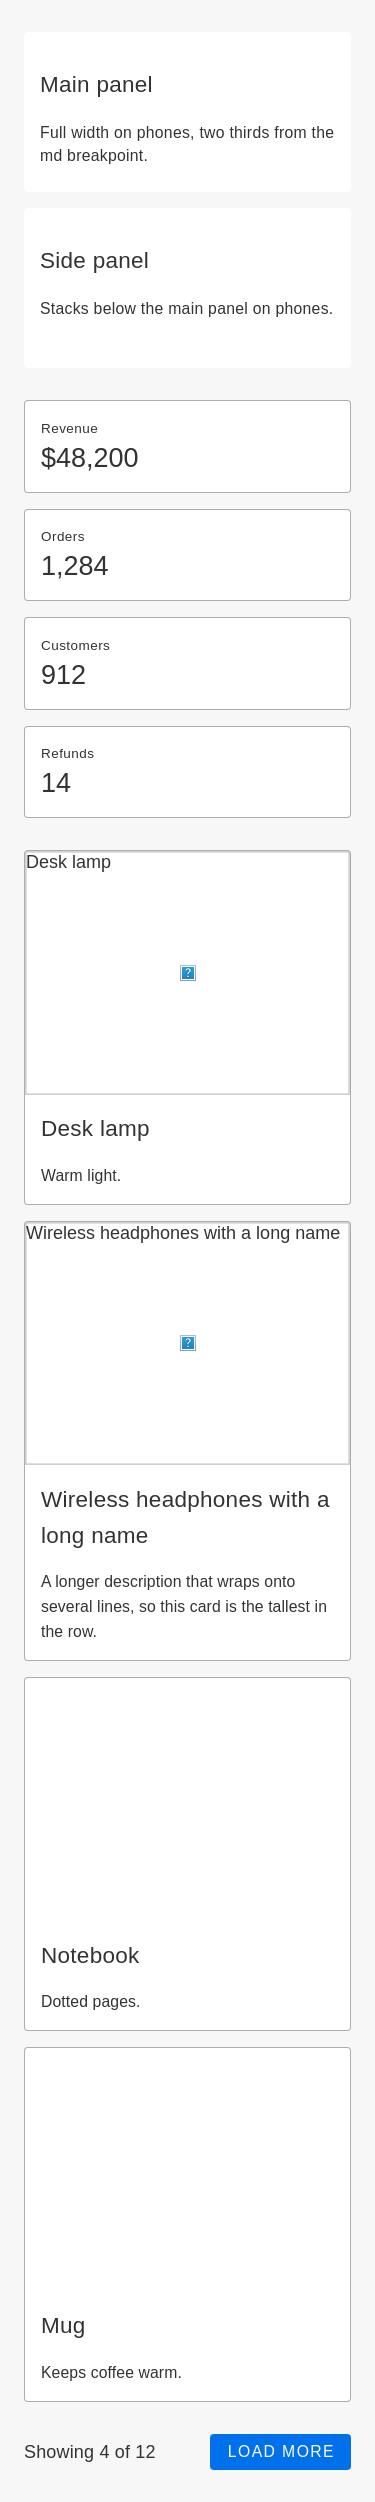 Main panel
Full width on phones, two thirds from the
md breakpoint.
Side panel
Stacks below the main panel on phones.
Revenue
$48,200
Orders
1,284
Customers
912
Refunds
14
Desk lamp
?
Desk lamp
Warm light.
Wireless headphones with a long name
?
Wireless headphones with a
long name
A longer description that wraps onto
several lines, so this card is the tallest in
the row.
Notebook
Dotted pages.
Mug
Keeps coffee warm.
Showing 4 of 12
LOAD MORE